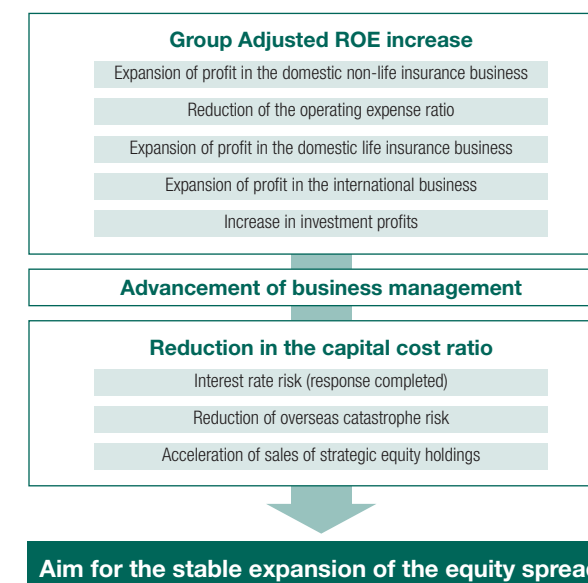 Group Adjusted ROE increase
Expansion of profit in the domestic non-life insurance business
Reduction of the operating expense ratio
Expansion of profit in the domestic life insurance business
Expansion of profit in the international business
Increase in investment profits
Advancement of business management
Reduction in the capital cost ratio
Interest rate risk (response completed)
Reduction of overseas catastrophe risk
Acceleration of sales of strategic equity holdings
Aim for the stable expansion of the equity sprea